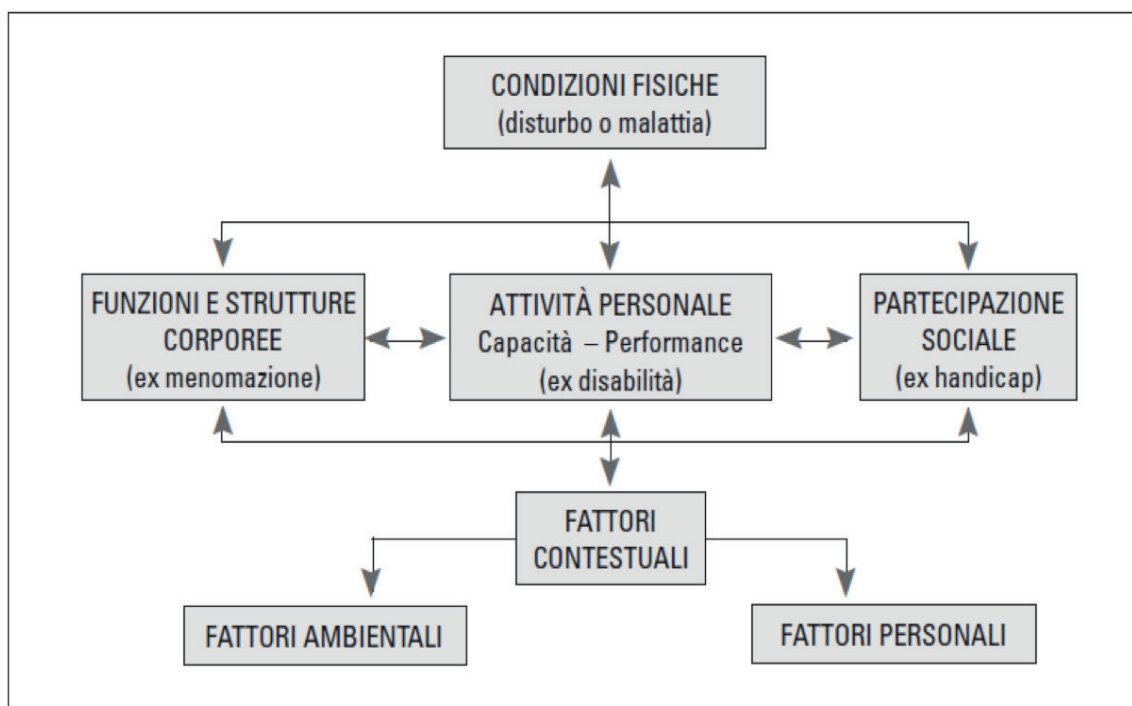 CONDIZIONI FISICHE
(disturbo o malattia)
FUNZIONI E STRUTTURE
CORPOREE
(ex menomazione)
ATTIVITÀ PERSONALE
Capacità – Performance
(ex disabilità)
PARTECIPAZIONE
SOCIALE
(ex handicap)
FATTORI
CONTESTUALI
FATTORI AMBIENTALI
FATTORI PERSONALI